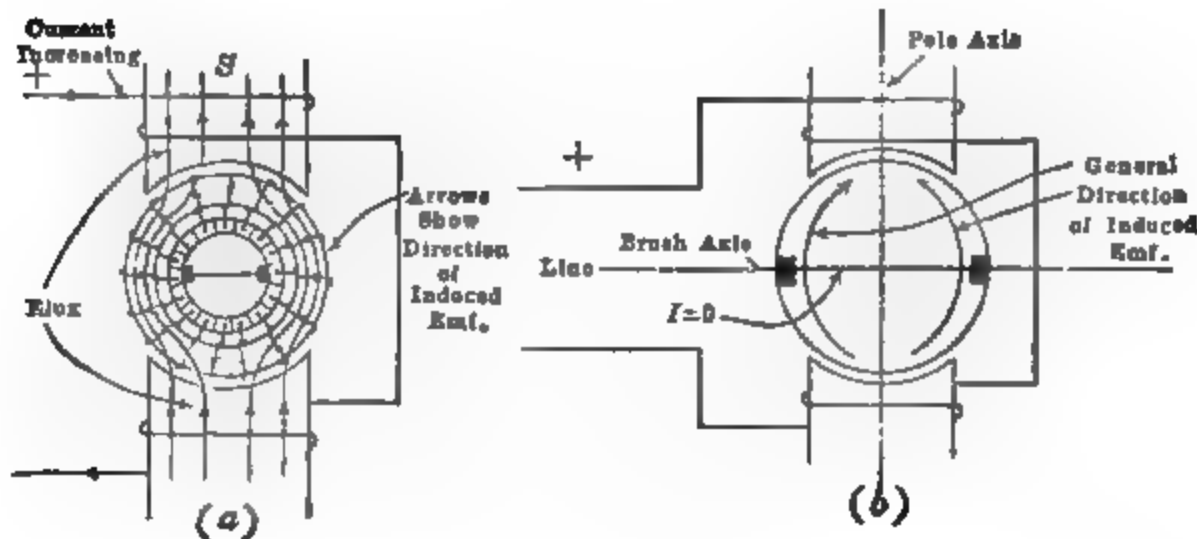 Current
Increasing
+
S
Flux
Arrows
Show
Direction
of
Induced
Emf.
(a)
Pole Axis
+
General
Direction
of Induced
Emf.
Brush Axis
Line
I=0
(b)